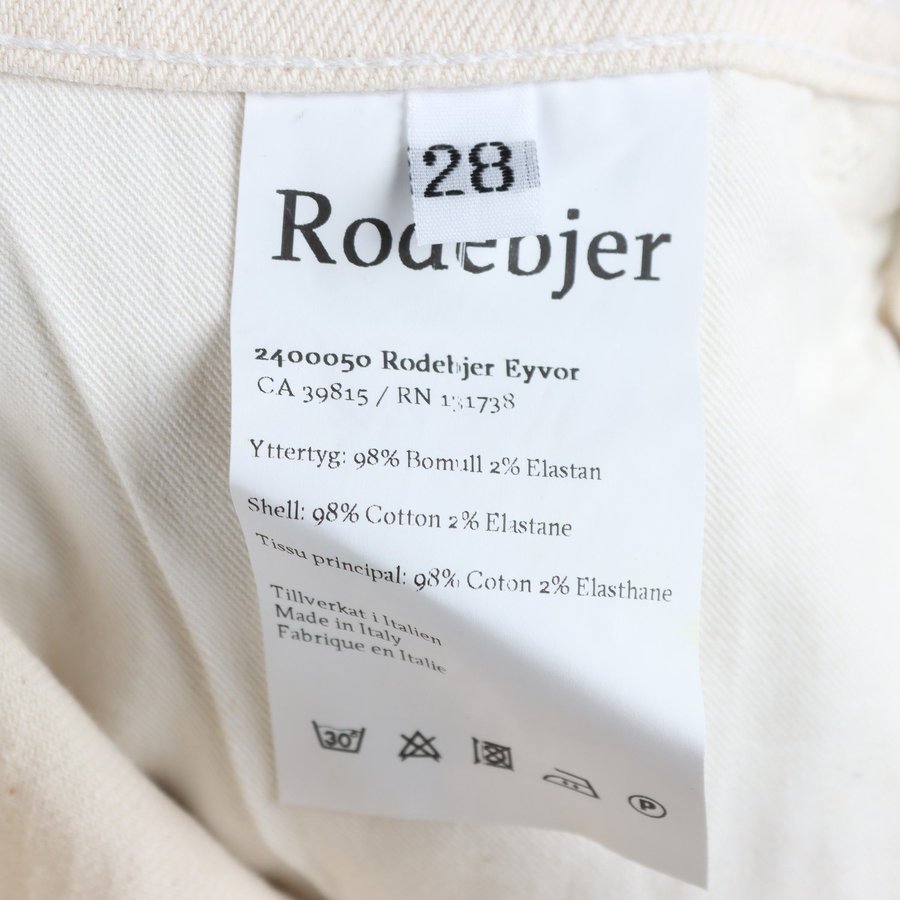 28
Rodebjer
2400050 Rodebjer Eyvor
CA 39815 / RN 131738
Yttertyg: 98% Bomull 2% Elastan
Shell: 98% Cotton 2% Elastane
Tissu principal: 98% Coton 2% Elasthane
Tillverkat i Italien
Made in Italy
Fabrique en Italie
30°
P